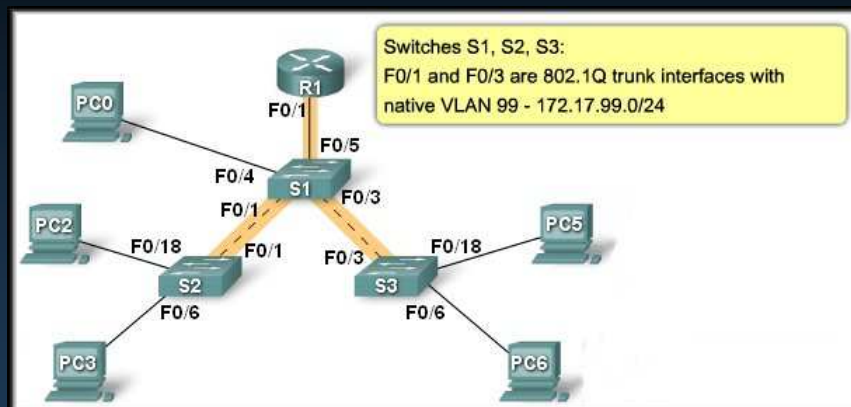 Switches S1, S2, S3:
F0/1 and F0/3 are 802.1Q trunk interfaces with
native VLAN 99 - 172.17.99.0/24
R1
F0/1
PC0
F0/5
F0/4
S1
F0/1
F0/3
PC2
F0/18
F0/1
F0/3
F0/18
PC5
S2
S3
F0/6
F0/6
PC3
PC6